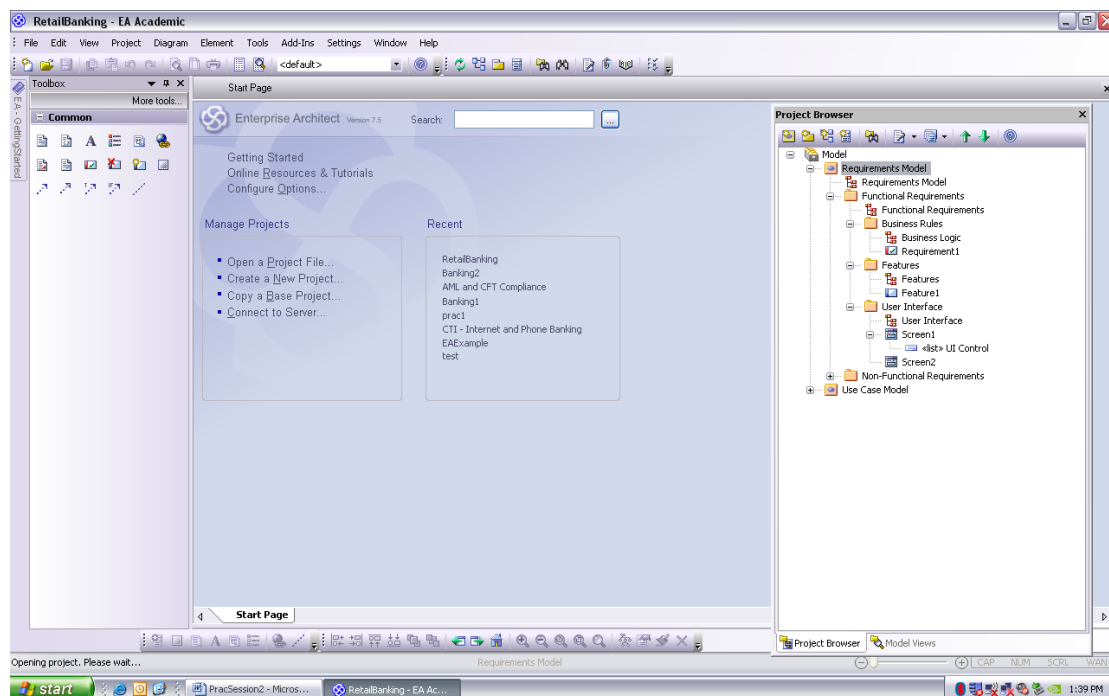 RetailBanking - EA Academic
File Edit View Project Diagram Element Tools Add-Ins Settings Window Help
<default>
EA - GettingStarted
Toolbox
More tools...
Common
Start Page
Enterprise Architect Version 7.5 Search:
Getting Started
Online Resources & Tutorials
Configure Options...
Manage Projects
Open a Project File...
Create a New Project...
Copy a Base Project...
Connect to Server...
Recent
RetailBanking
Banking2
AML and CFT Compliance
Banking1
prac1
CTI - Internet and Phone Banking
EAExample
test
Start Page
Project Browser
Model
Requirements Model
Requirements Model
Functional Requirements
Functional Requirements
Business Rules
Business Logic
Requirement1
Features
Features
Feature1
User Interface
User Interface
Screen1
«list» UI Control
Screen2
Non-Functional Requirements
Use Case Model
Project Browser Model Views
Opening project. Please wait... Requirements Model CAP NUM SCRL WAN
start PracSession2 - Micros... RetailBanking - EA Ac... 1:39 PM